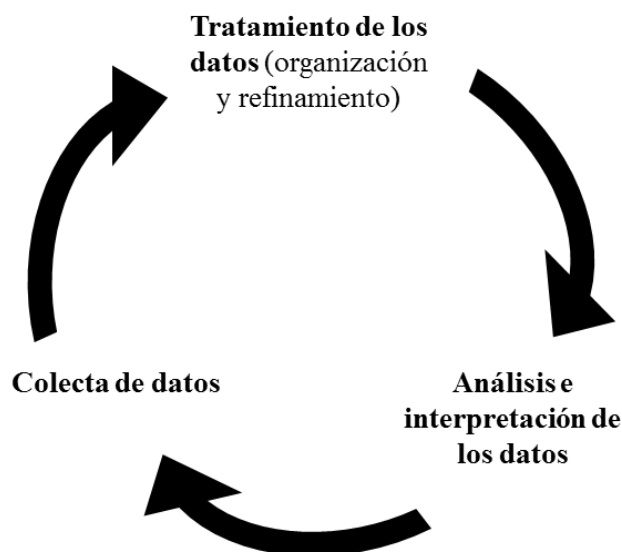 Tratamiento de los
datos (organización
y refinamiento)
Colecta de datos
Análisis e
interpretación de
los datos